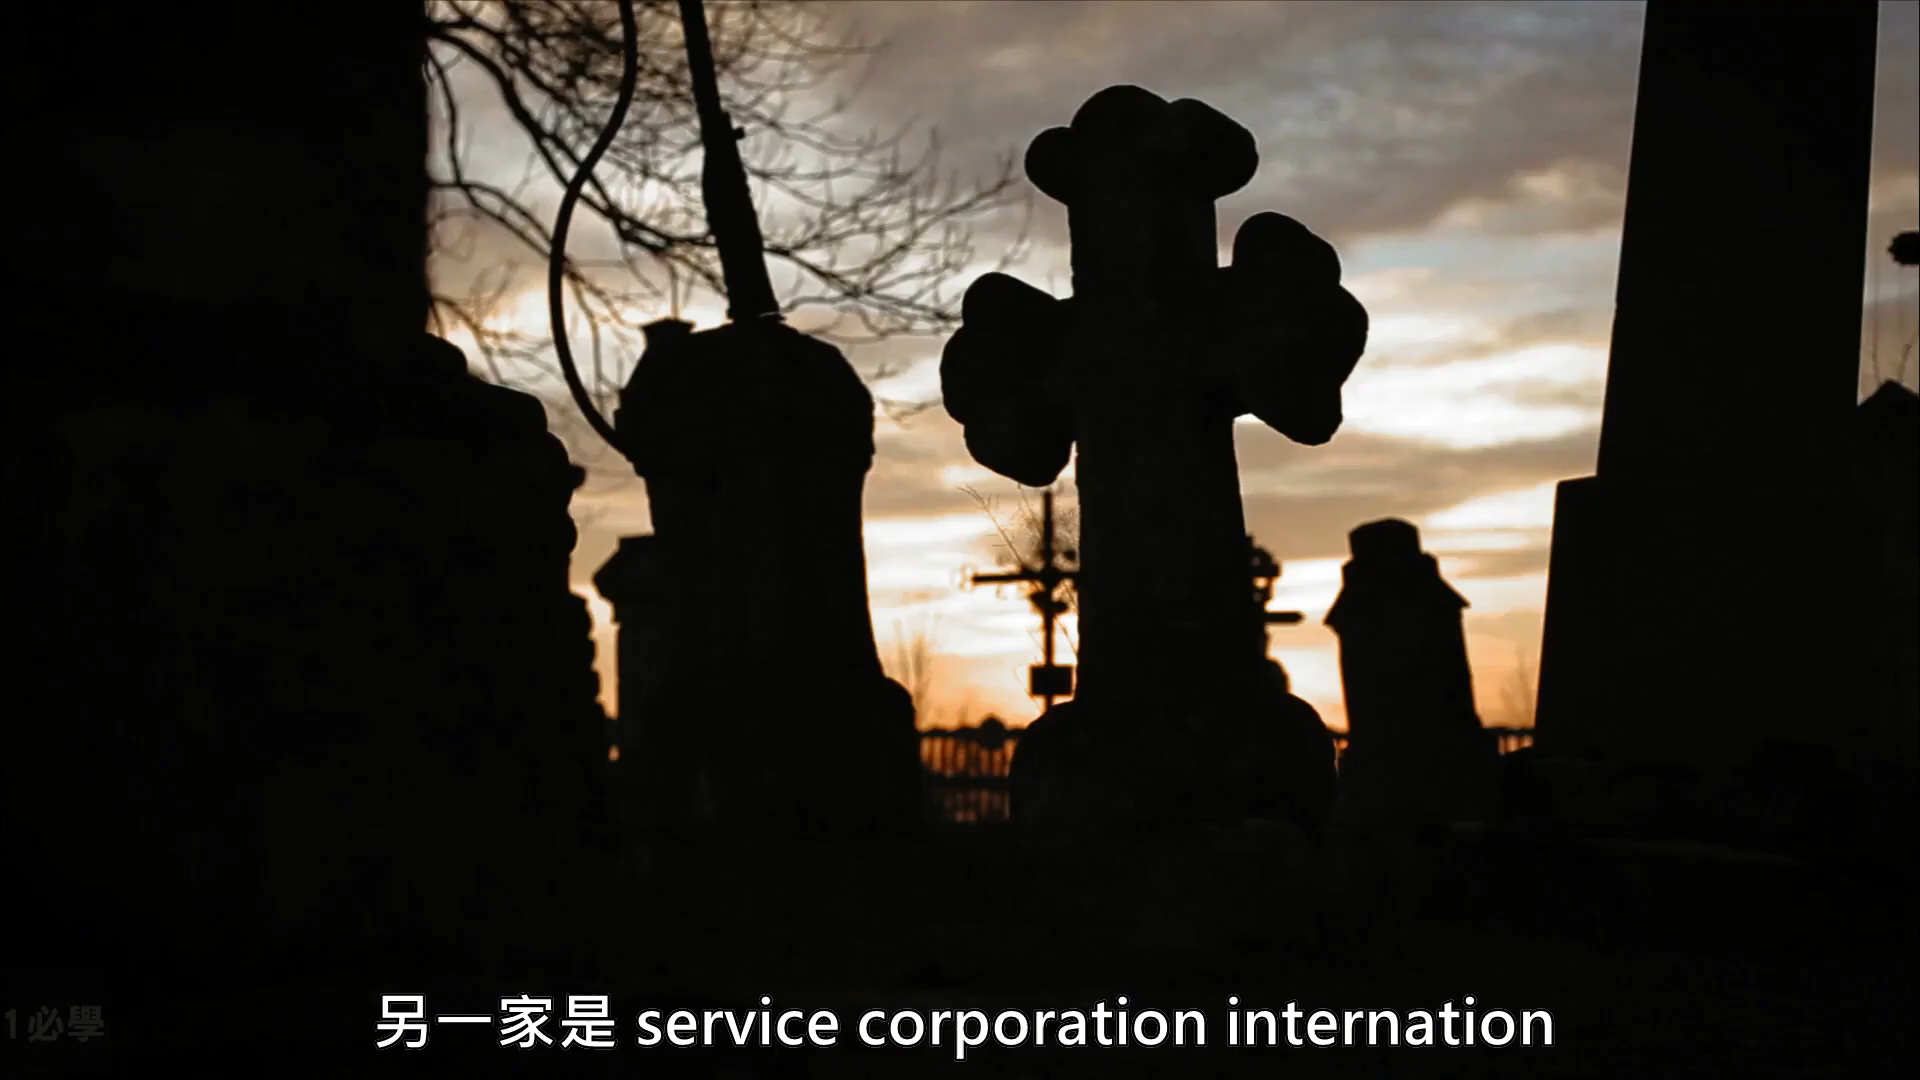 另一家是 service corporation internation
1必學